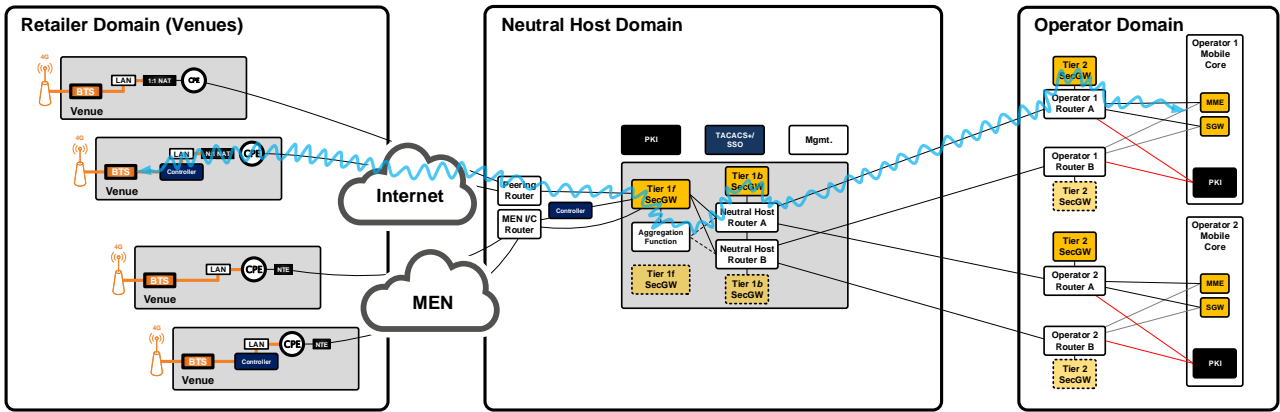 Retailer Domain (Venues)
4G
BTS
LAN
1:1 NAT
CPE
Venue
4G
BTS
LAN
NAT
CPE
Controller
Venue
4G
BTS
LAN
CPE
NTE
Venue
4G
BTS
LAN
CPE
NTE
Controller
Venue
Internet
MEN
Neutral Host Domain
PKI
TACACS+/
SSO
Mgmt.
Peering
Router
MEN I/C
Router
Controller
Tier 1f
SecGW
Aggregation
Function
Tier 1f
SecGW
Tier 1b
SecGW
Neutral Host
Router A
Neutral Host
Router B
Tier 1b
SecGW
Operator Domain
Tier 2
SecGW
Operator 1
Router A
Operator 1
Router B
Tier 2
SecGW
Operator 1
Mobile
Core
MME
SGW
PKI
Tier 2
SecGW
Operator 2
Router A
Operator 2
Router B
Tier 2
SecGW
Operator 2
Mobile
Core
MME
SGW
PKI